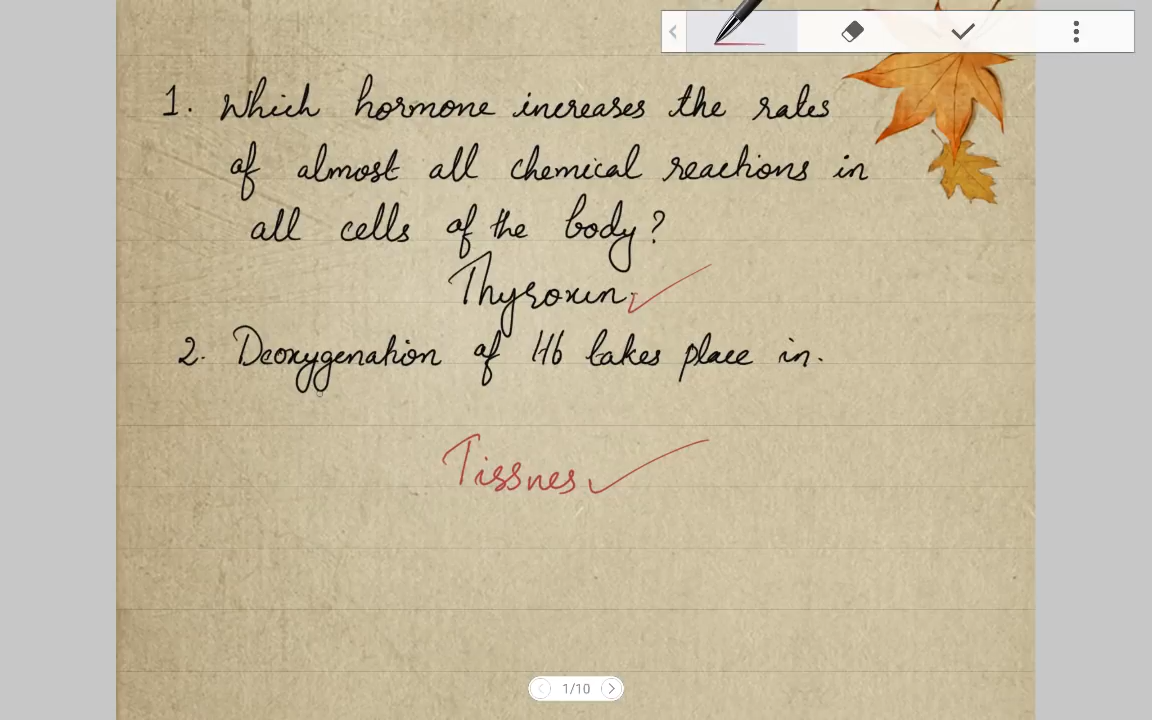 1. Which hormone increases the rates
of almost all chemical reactions in
all cells of the body?
Thyroxin.
2. Deoxygenation of Hb takes place in.
Tissues
1/10